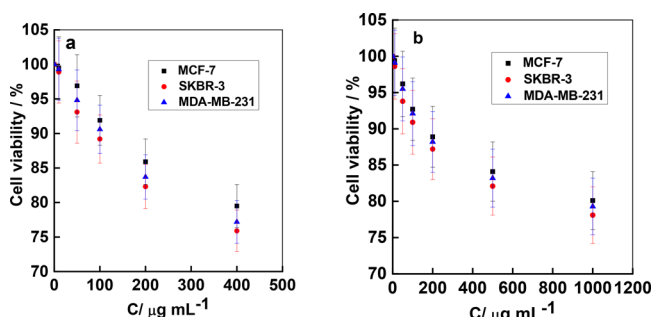 105
100
95
90
85
80
75
70
Cell viability / %
a
MCF-7
SKBR-3
MDA-MB-231
0 100 200 300 400 500
C/ μg mL-1
105
100
95
90
85
80
75
70
Cell viability / %
b
MCF-7
SKBR-3
MDA-MB-231
0 200 400 600 800 1000 1200
C/ μg mL-1